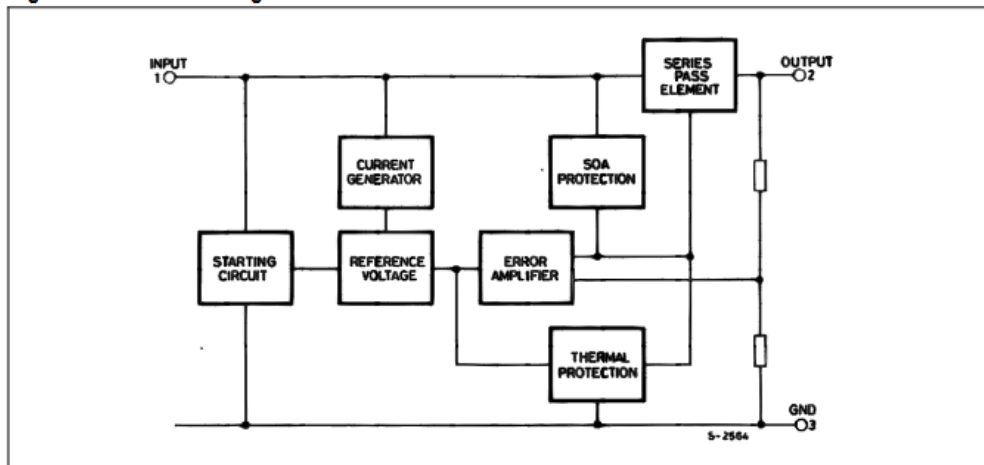 SERIES
PASS
ELEMENT
INPUT
1
OUTPUT
2
CURRENT
GENERATOR
SOA
PROTECTION
STARTING
CIRCUIT
REFERENCE
VOLTAGE
ERROR
AMPLIFIER
THERMAL
PROTECTION
GND
3
S-2564